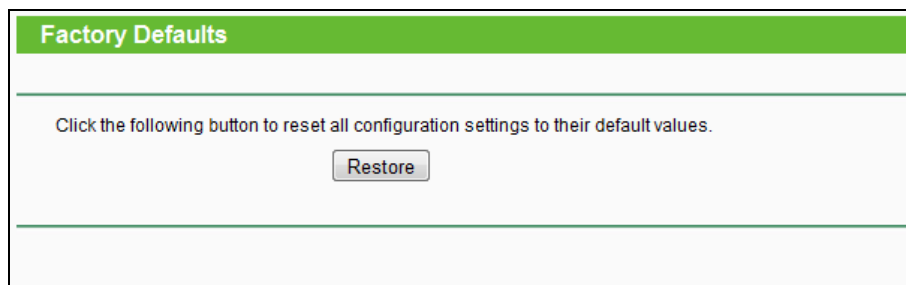 Factory Defaults
Click the following button to reset all configuration settings to their default values.
Restore